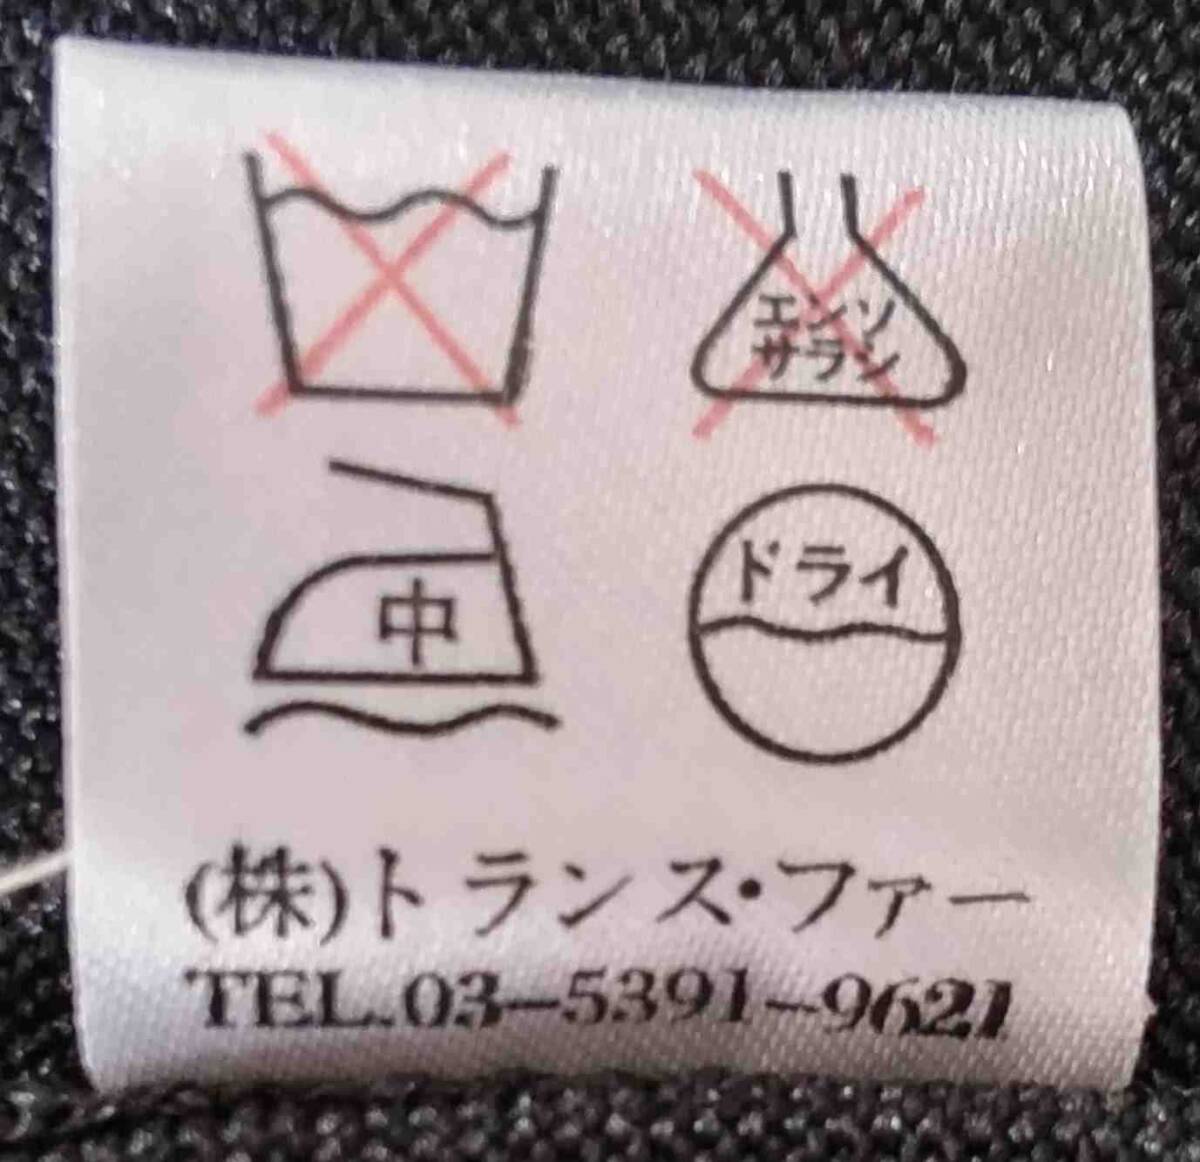 エンソ
サラシ
中
ドライ
(株)トランス・ファー
TEL.03-5391-9621